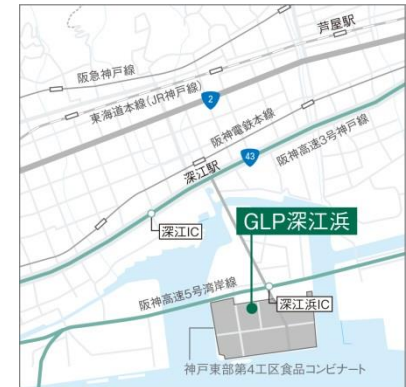 芦屋駅
阪急神戸線
東海道本線(JR神戸線)
2
阪神電鉄本線
43
阪神高速3号神戸線
深江駅
深江IC
GLP深江浜
阪神高速5号湾岸線
深江浜IC
神戸東部第4工区食品コンビナート